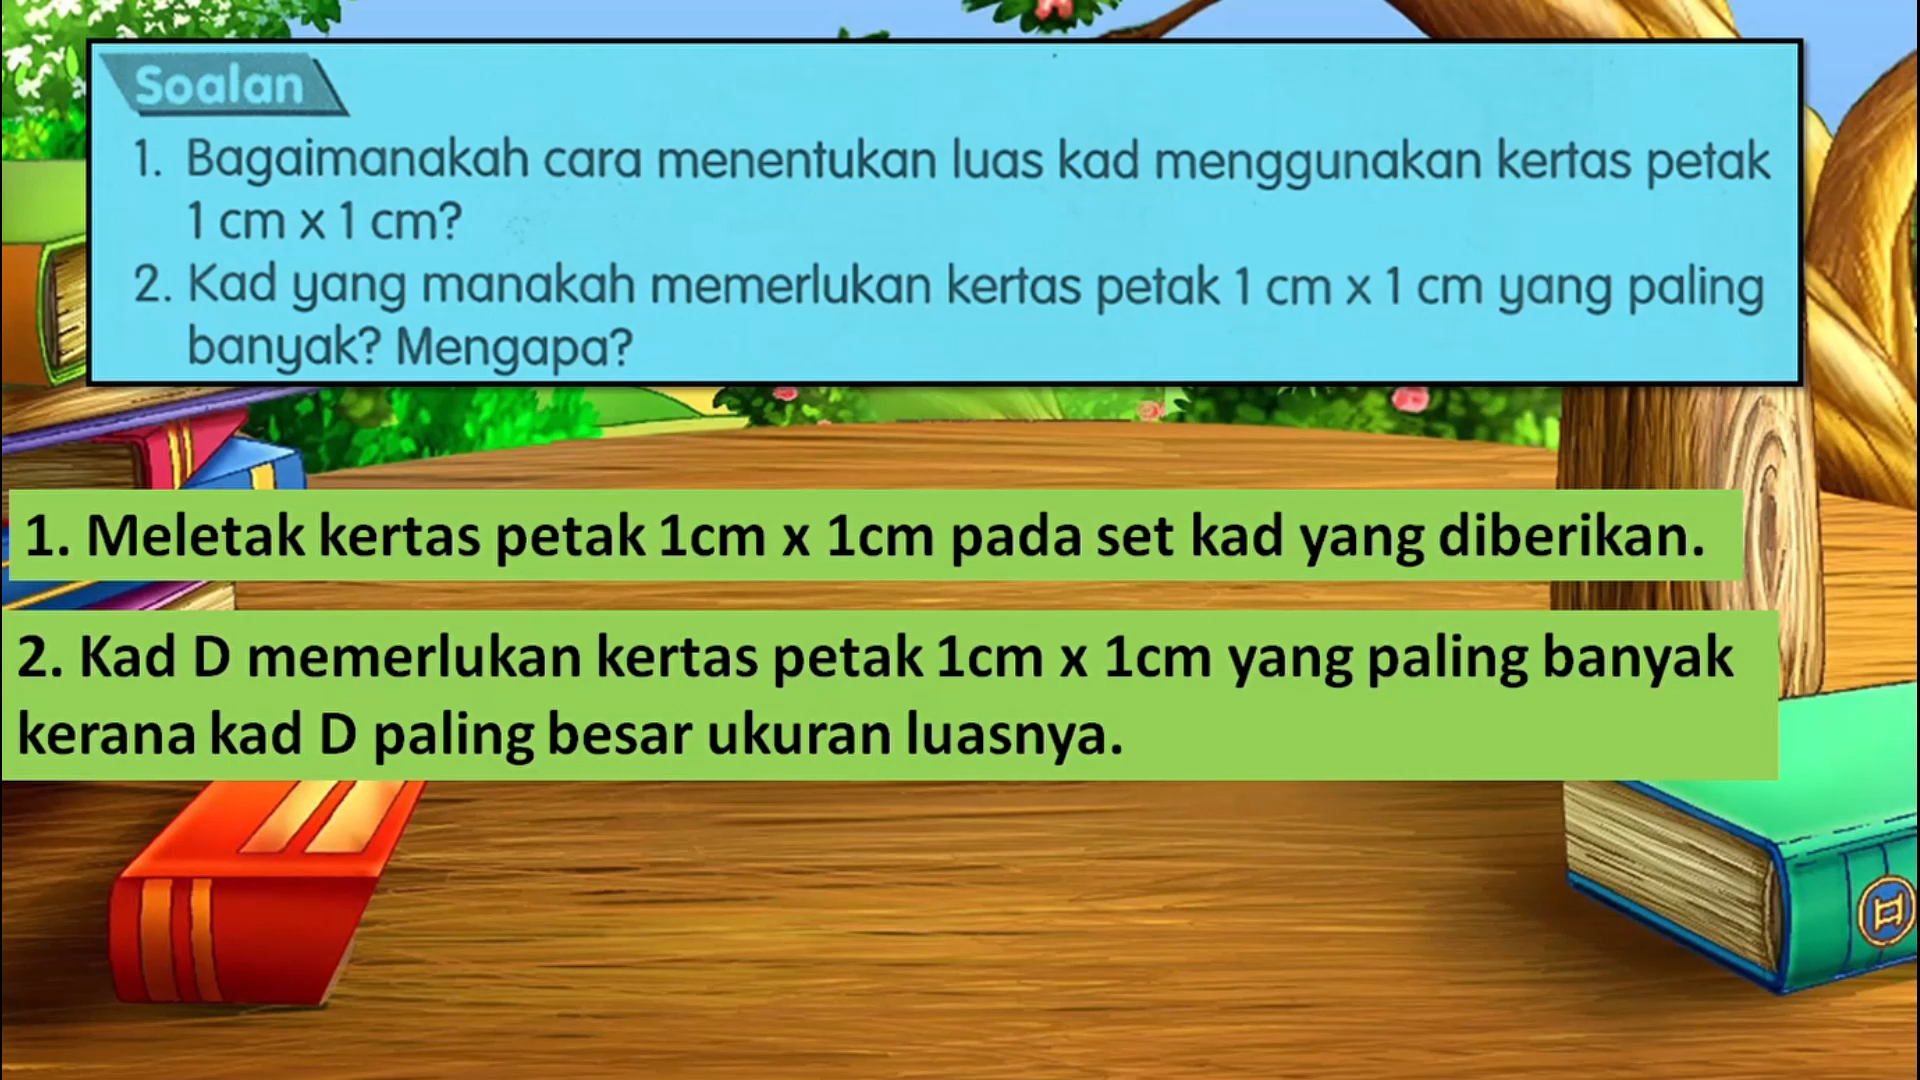 Soalan
1. Bagaimanakah cara menentukan luas kad menggunakan kertas petak
1 cm x 1 cm?
2. Kad yang manakah memerlukan kertas petak 1 cm x 1 cm yang paling
banyak? Mengapa?
1. Meletak kertas petak 1cm x 1cm pada set kad yang diberikan.
2. Kad D memerlukan kertas petak 1cm x 1cm yang paling banyak
kerana kad D paling besar ukuran luasnya.